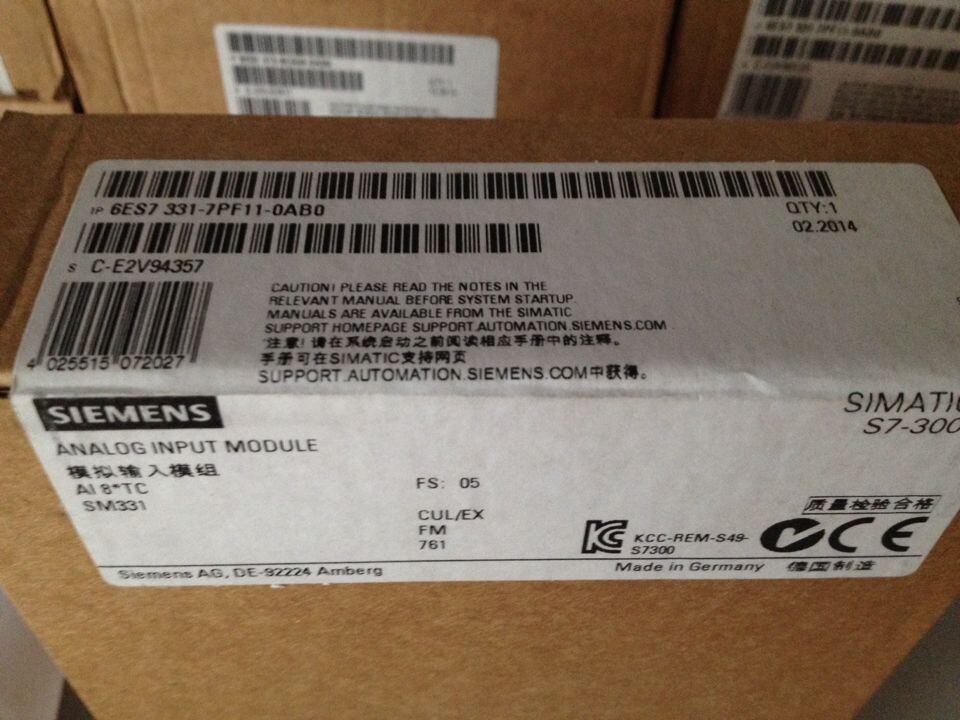 6ES7 331-7PF11-0AB0
1P 6ES7 331-7PF11-0AB0
QTY:1
02.2014
S C-E2V94357
4 025515 072027
CAUTION! PLEASE READ THE NOTES IN THE
RELEVANT MANUAL BEFORE SYSTEM STARTUP.
MANUALS ARE AVAILABLE FROM THE SIMATIC
SUPPORT HOMEPAGE SUPPORT.AUTOMATION.SIEMENS.COM.
注意! 请在系统启动之前阅读相应手册中的注释。
手册可在SIMATIC支持网页
SUPPORT.AUTOMATION.SIEMENS.COM中获得。
SIEMENS
SIMATIC
S7-300
ANALOG INPUT MODULE
模拟输入模组
AI 8*TC
SM331
FS: 05
CUL/EX
FM
761
KCC-REM-S49-
S7300
质量检验合格
CE
Siemens AG, DE-92224 Amberg
Made in Germany 德国制造